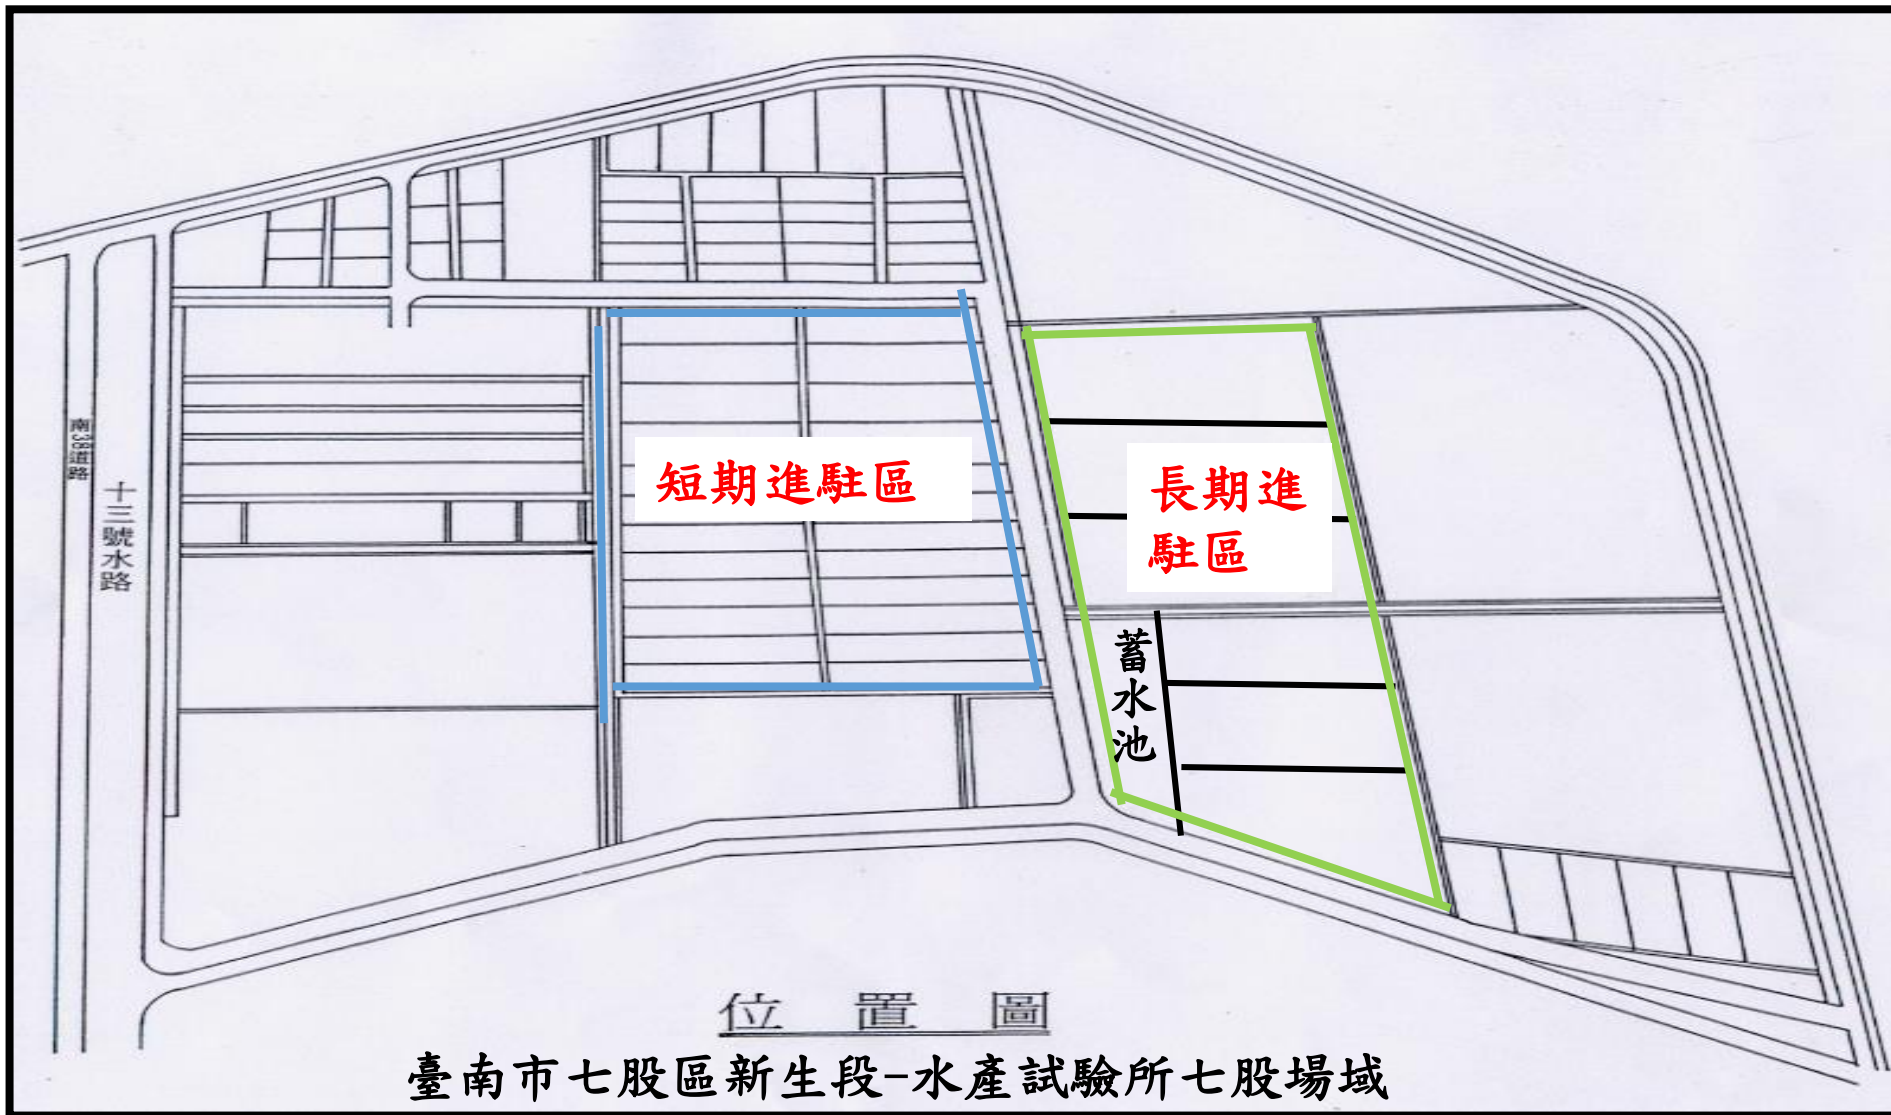 南38道路
十三號水路
短期進駐區
長期進
駐區
蓄水池
位置圖
臺南市七股區新生段-水產試驗所七股場域